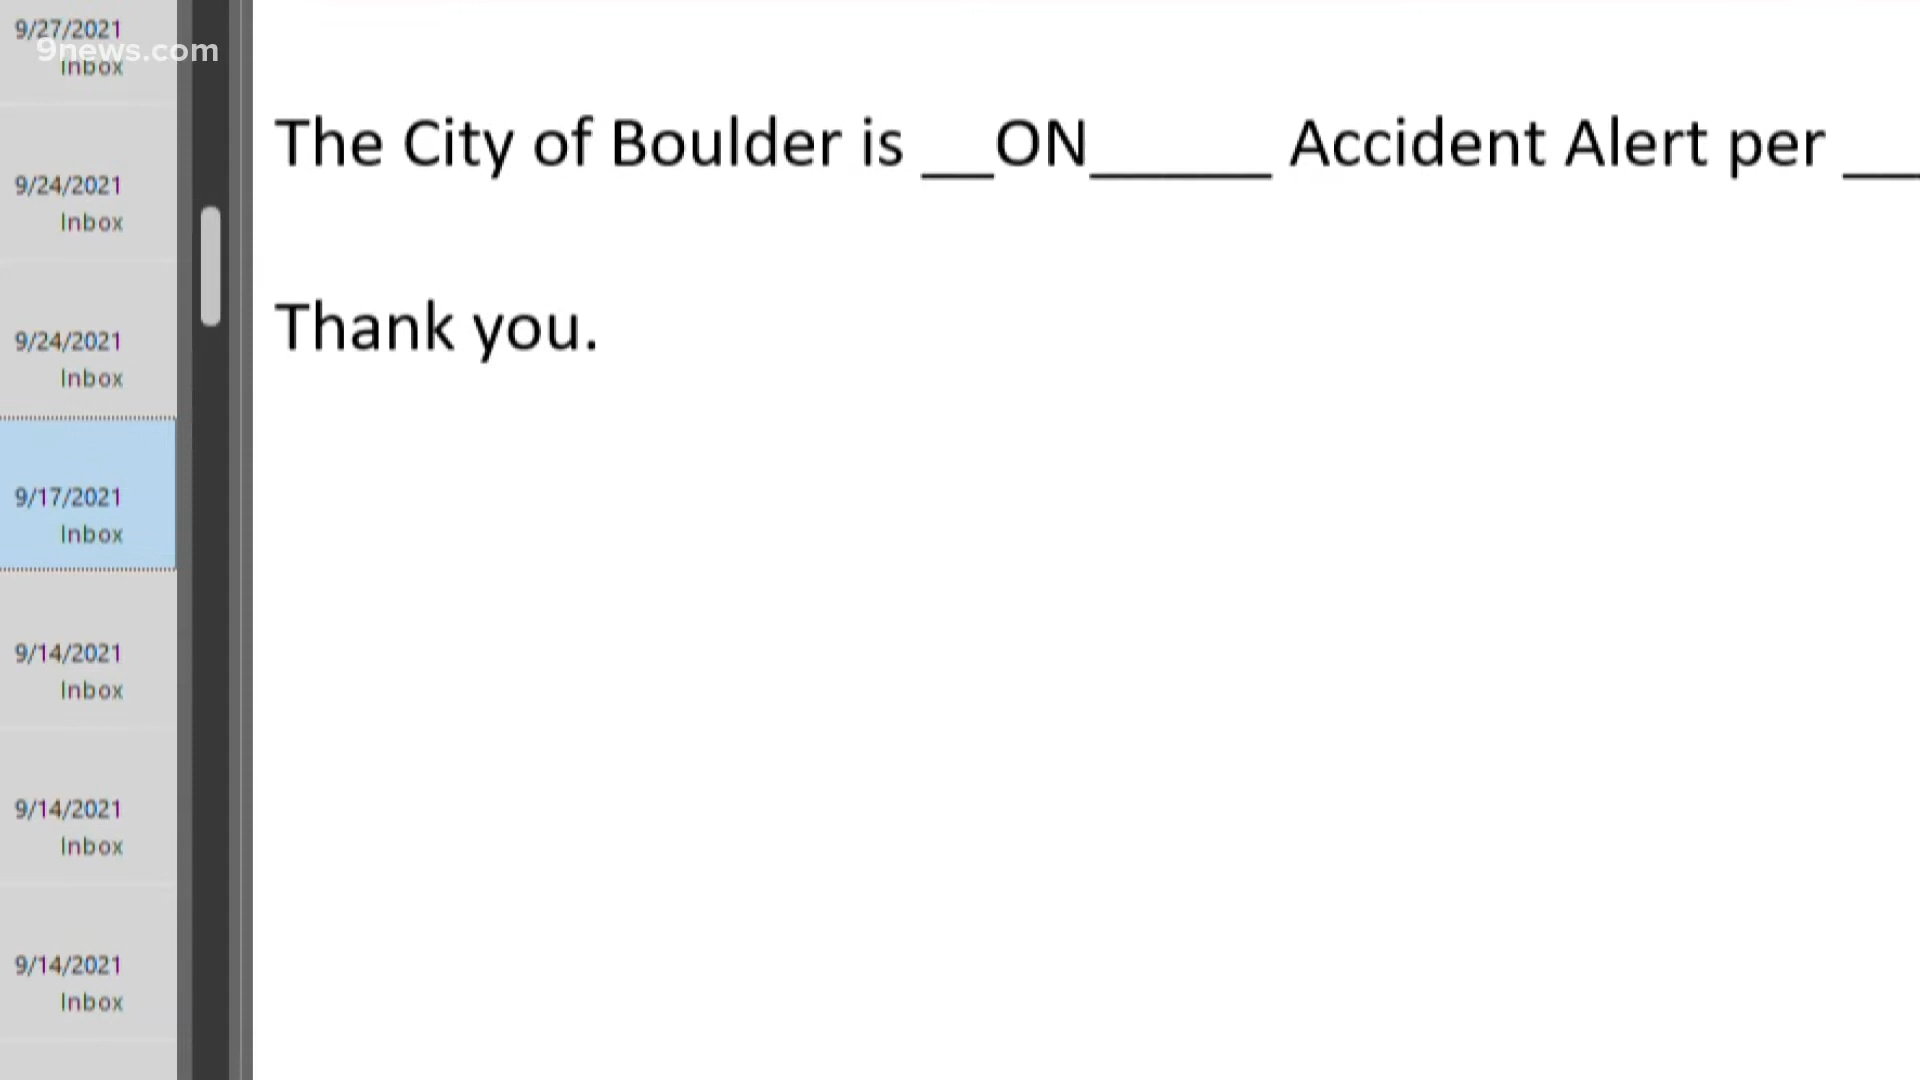 9/27/2021
9news.com
Inbox
9/24/2021
Inbox
9/24/2021
Inbox
9/17/2021
Inbox
9/14/2021
Inbox
9/14/2021
Inbox
9/14/2021
Inbox
The City of Boulder is __ON_____ Accident Alert per __
Thank you.